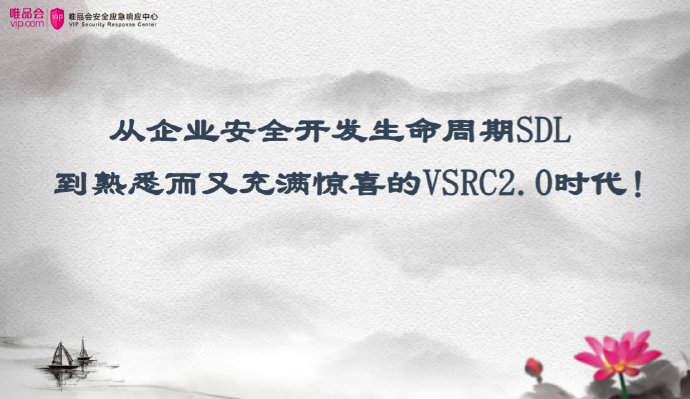 唯品会
vip.com
VIP
唯品会安全应急响应中心
VIP Security Response Center
从企业安全开发生命周期SDL
到熟悉而又充满惊喜的VSRC2.0时代!